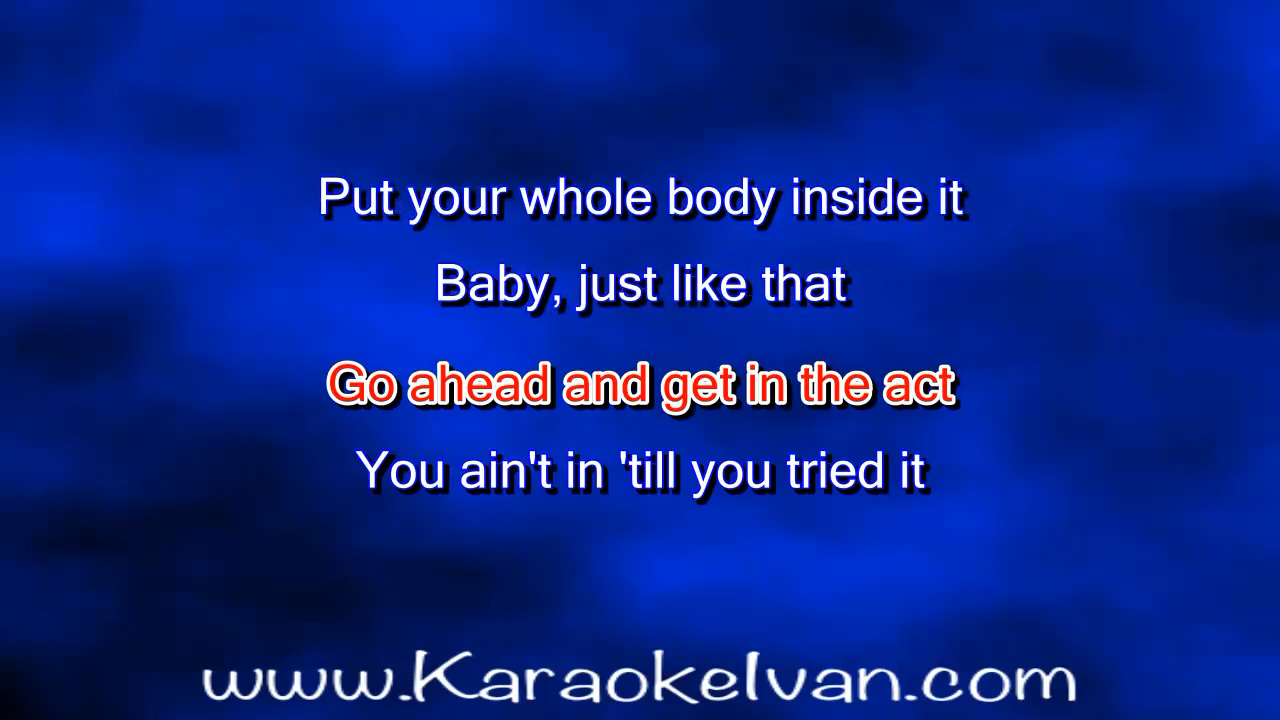 Put your whole body inside it
Baby, just like that
Go ahead and get in the act
You ain't in 'till you tried it
www.KaraokeIvan.com